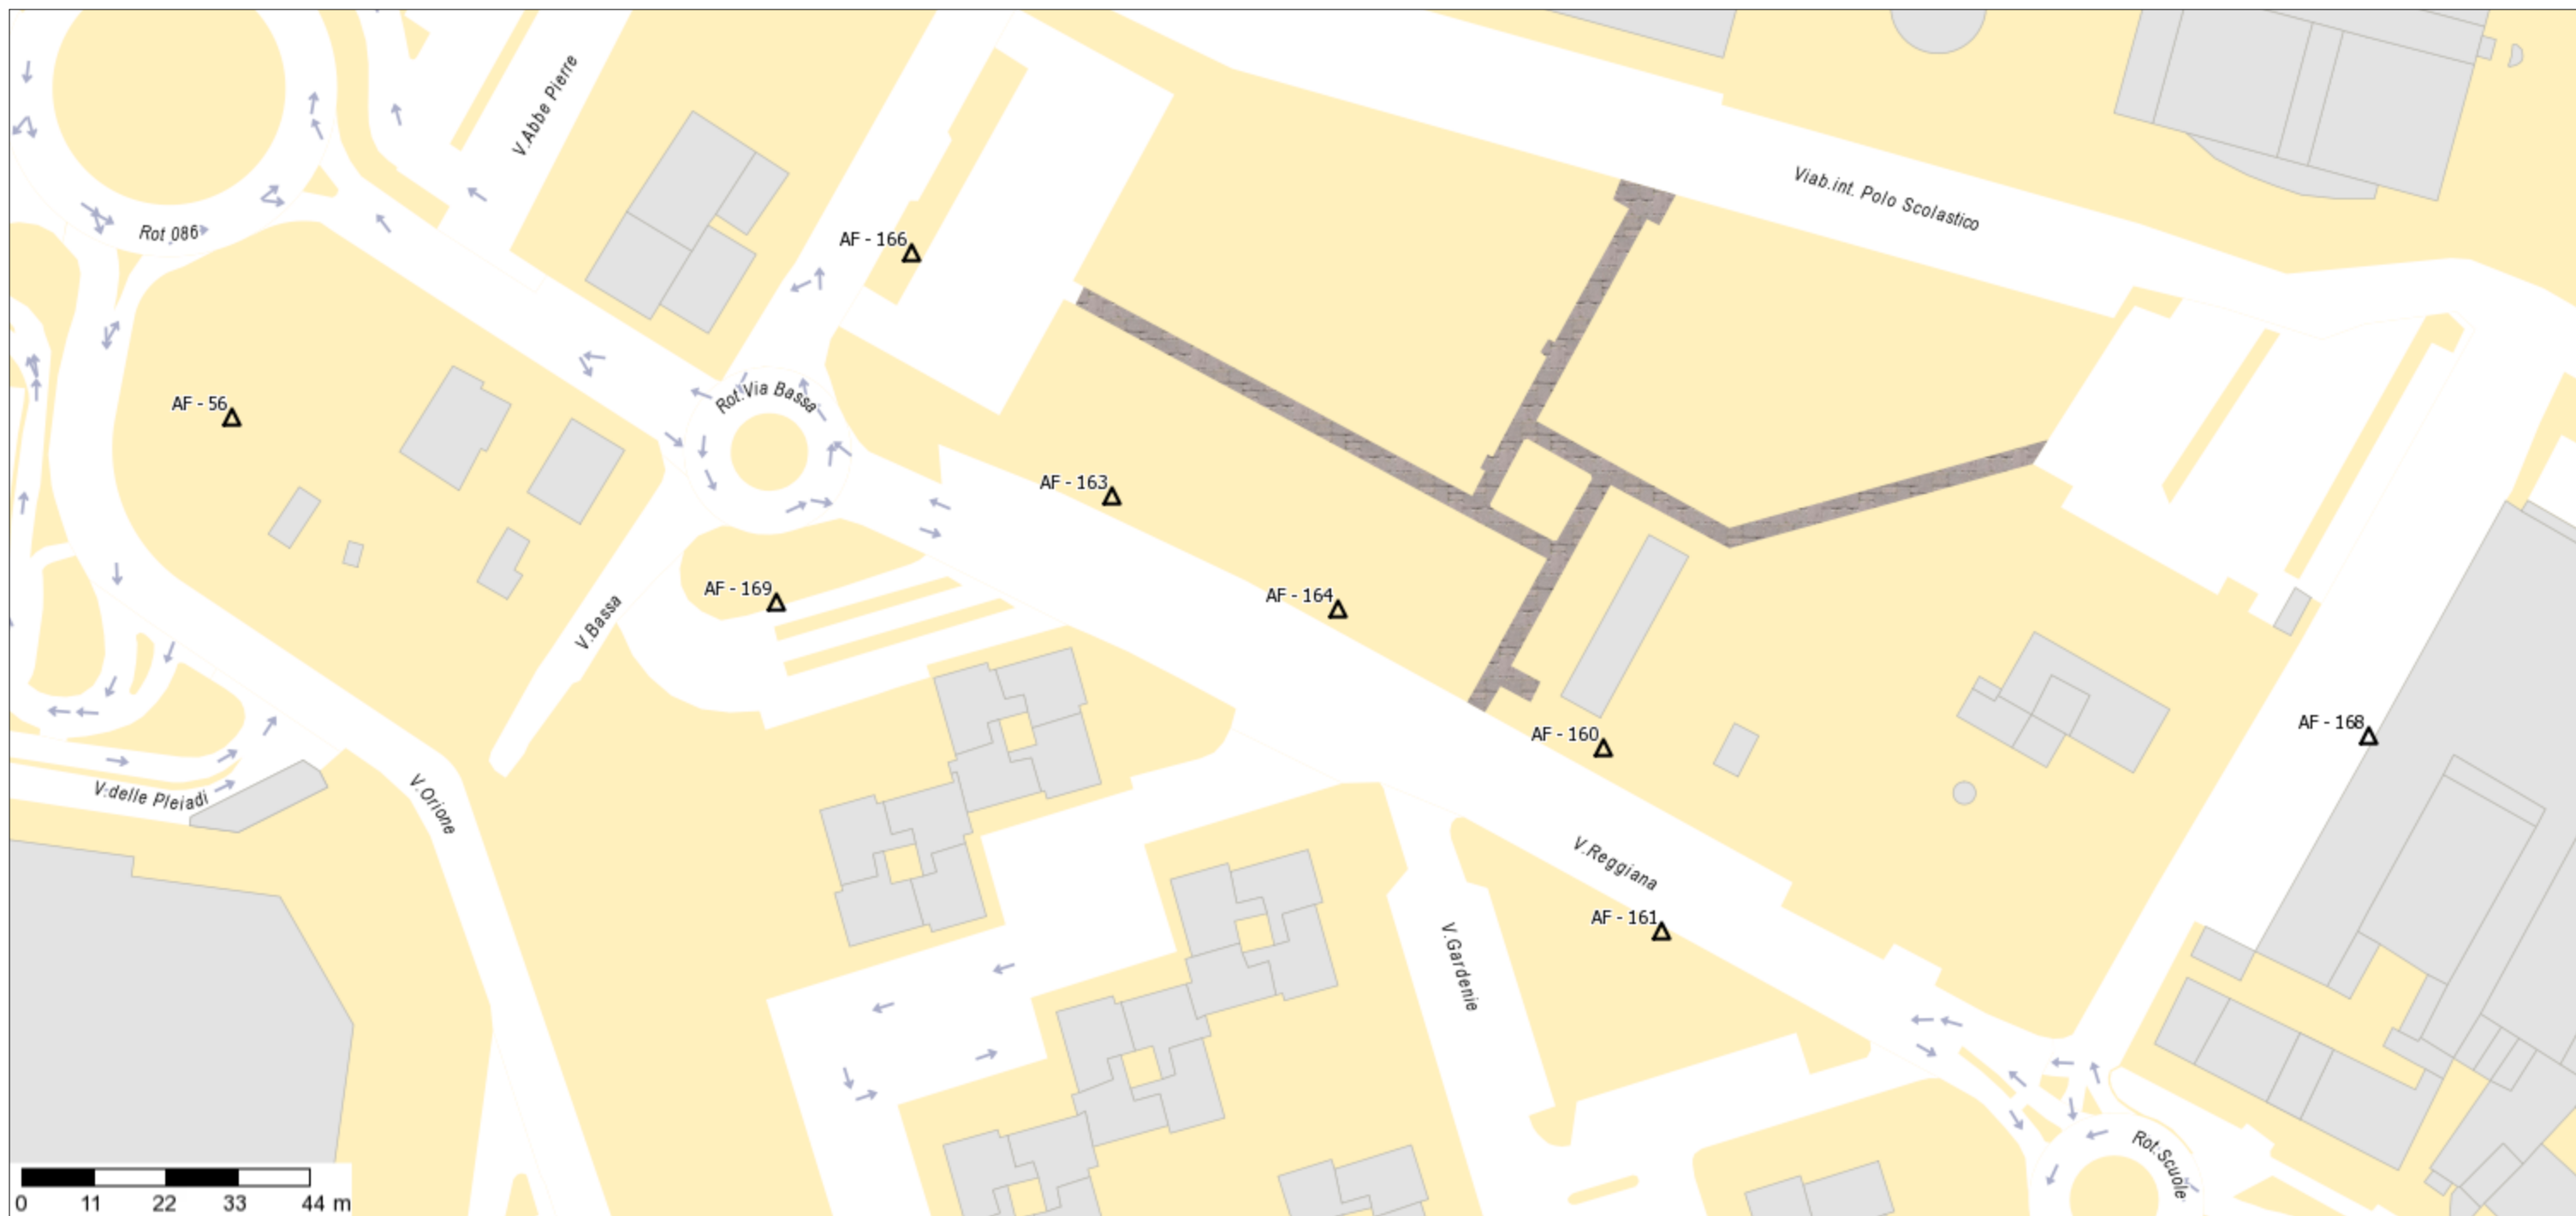 V.Abbe Pierre
Viab.int. Polo Scolastico
Rot 086
AF - 166
Rot.Via Bassa
AF - 56
AF - 163
AF - 169
AF - 164
V.Bassa
AF - 160
AF - 168
V.delle Pleiadi
V.Orione
V.Reggiana
AF - 161
V.Gardenie
Rot.Scuole
0 11 22 33 44 m